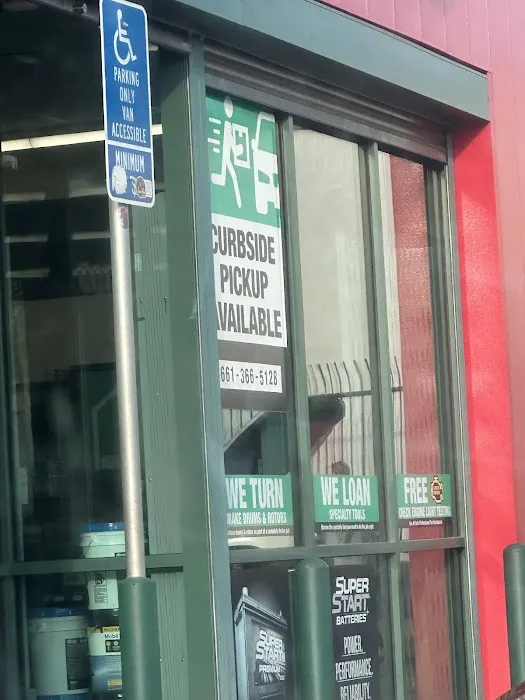 PARKING
ONLY
VAN
ACCESSIBLE
MINIMUM
CURBSIDE
PICKUP
AVAILABLE
661-366-5128
WE TURN
BRAKE DRUMS & ROTORS
WE LOAN
SPECIALTY TOOLS
FREE
CHECK ENGINE LIGHT TESTING
SUPER
START
BATTERIES
POWER.
PERFORMANCE.
RELIABILITY.
SUPER
START
PREMIUM
Mobil